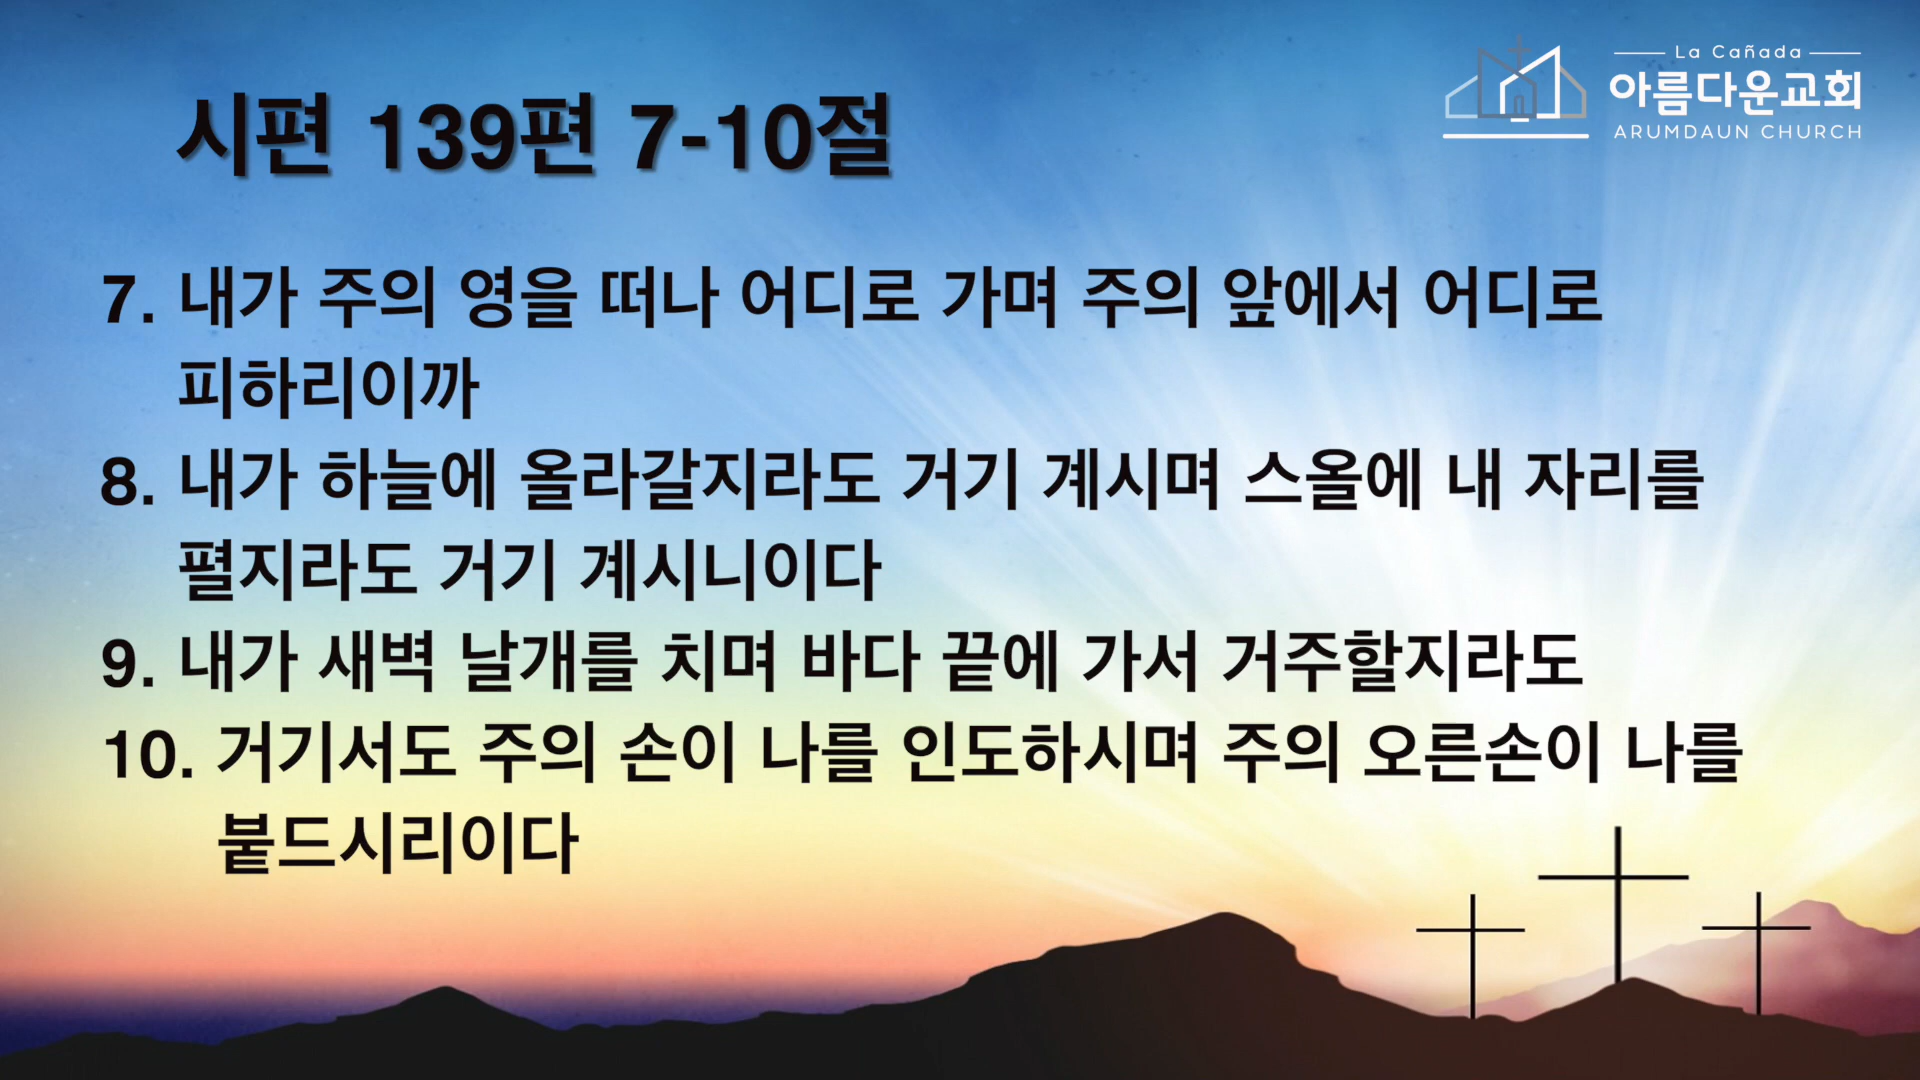 La Cañada
아름다운교회
ARUMDAUN CHURCH
시편 139편 7-10절
7. 내가 주의 영을 떠나 어디로 가며 주의 앞에서 어디로
피하리이까
8. 내가 하늘에 올라갈지라도 거기 계시며 스올에 내 자리를
펼지라도 거기 계시니이다
9. 내가 새벽 날개를 치며 바다 끝에 가서 거주할지라도
10. 거기서도 주의 손이 나를 인도하시며 주의 오른손이 나를
붙드시리이다